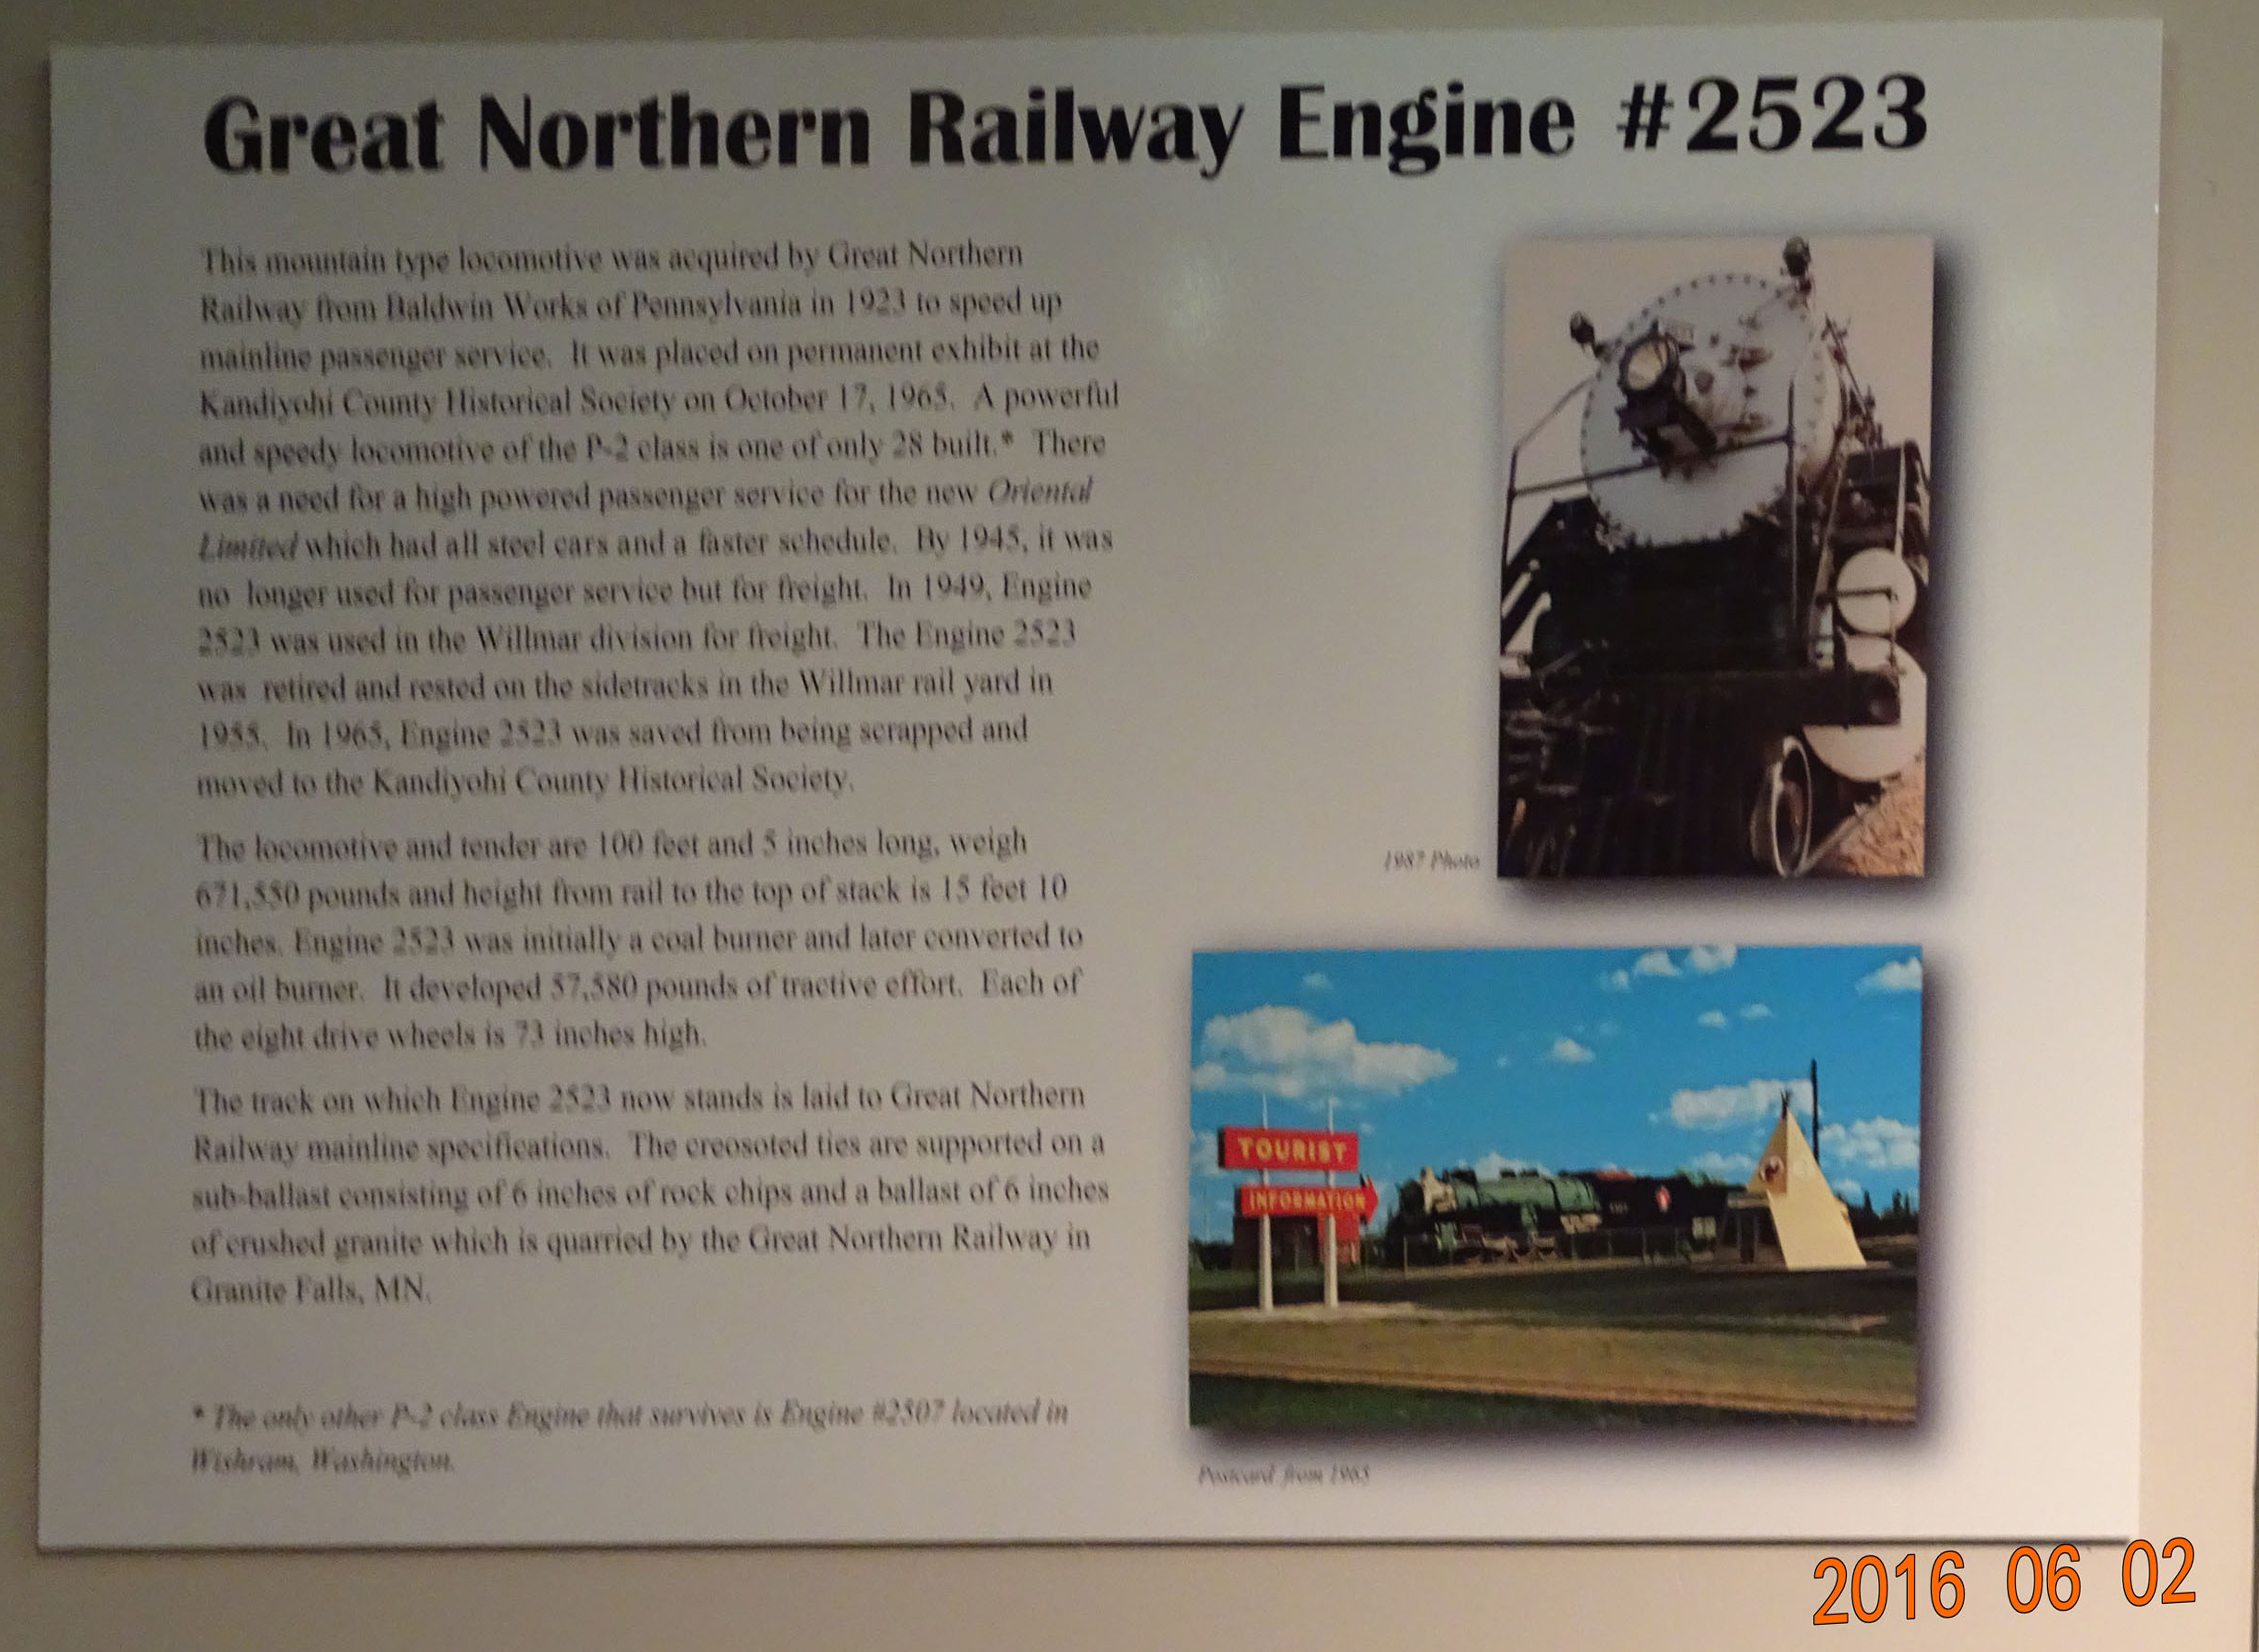 Great Northern Railway Engine #2523
This mountain type locomotive was acquired by Great Northern
Railway from Baldwin Works of Pennsylvania in 1923 to speed up
mainline passenger service. It was placed on permanent exhibit at the
Kandiyohi County Historical Society on October 17, 1965. A powerful
and speedy locomotive of the P-2 class is one of only 28 built.* There
was a need for a high powered passenger service for the new Oriental
Limited which had all steel cars and a faster schedule. By 1945, it was
no longer used for passenger service but for freight. In 1949, Engine
2523 was used in the Willmar division for freight. The Engine 2523
was retired and rested on the sidetracks in the Willmar rail yard in
1955. In 1965, Engine 2523 was saved from being scrapped and
moved to the Kandiyohi County Historical Society.
The locomotive and tender are 100 feet and 5 inches long, weigh
671,550 pounds and height from rail to the top of stack is 15 feet 10
inches. Engine 2523 was initially a coal burner and later converted to
an oil burner. It developed 57,580 pounds of tractive effort. Each of
the eight drive wheels is 73 inches high.
The track on which Engine 2523 now stands is laid to Great Northern
Railway mainline specifications. The creosoted ties are supported on a
sub-ballast consisting of 6 inches of rock chips and a ballast of 6 inches
of crushed granite which is quarried by the Great Northern Railway in
Granite Falls, MN.
* The only other P-2 class Engine that survives is Engine #2507 located in
Wishram, Washington.
1987 Photo
TOURIST
INFORMATION
Postcard from 1965
2016 06 02